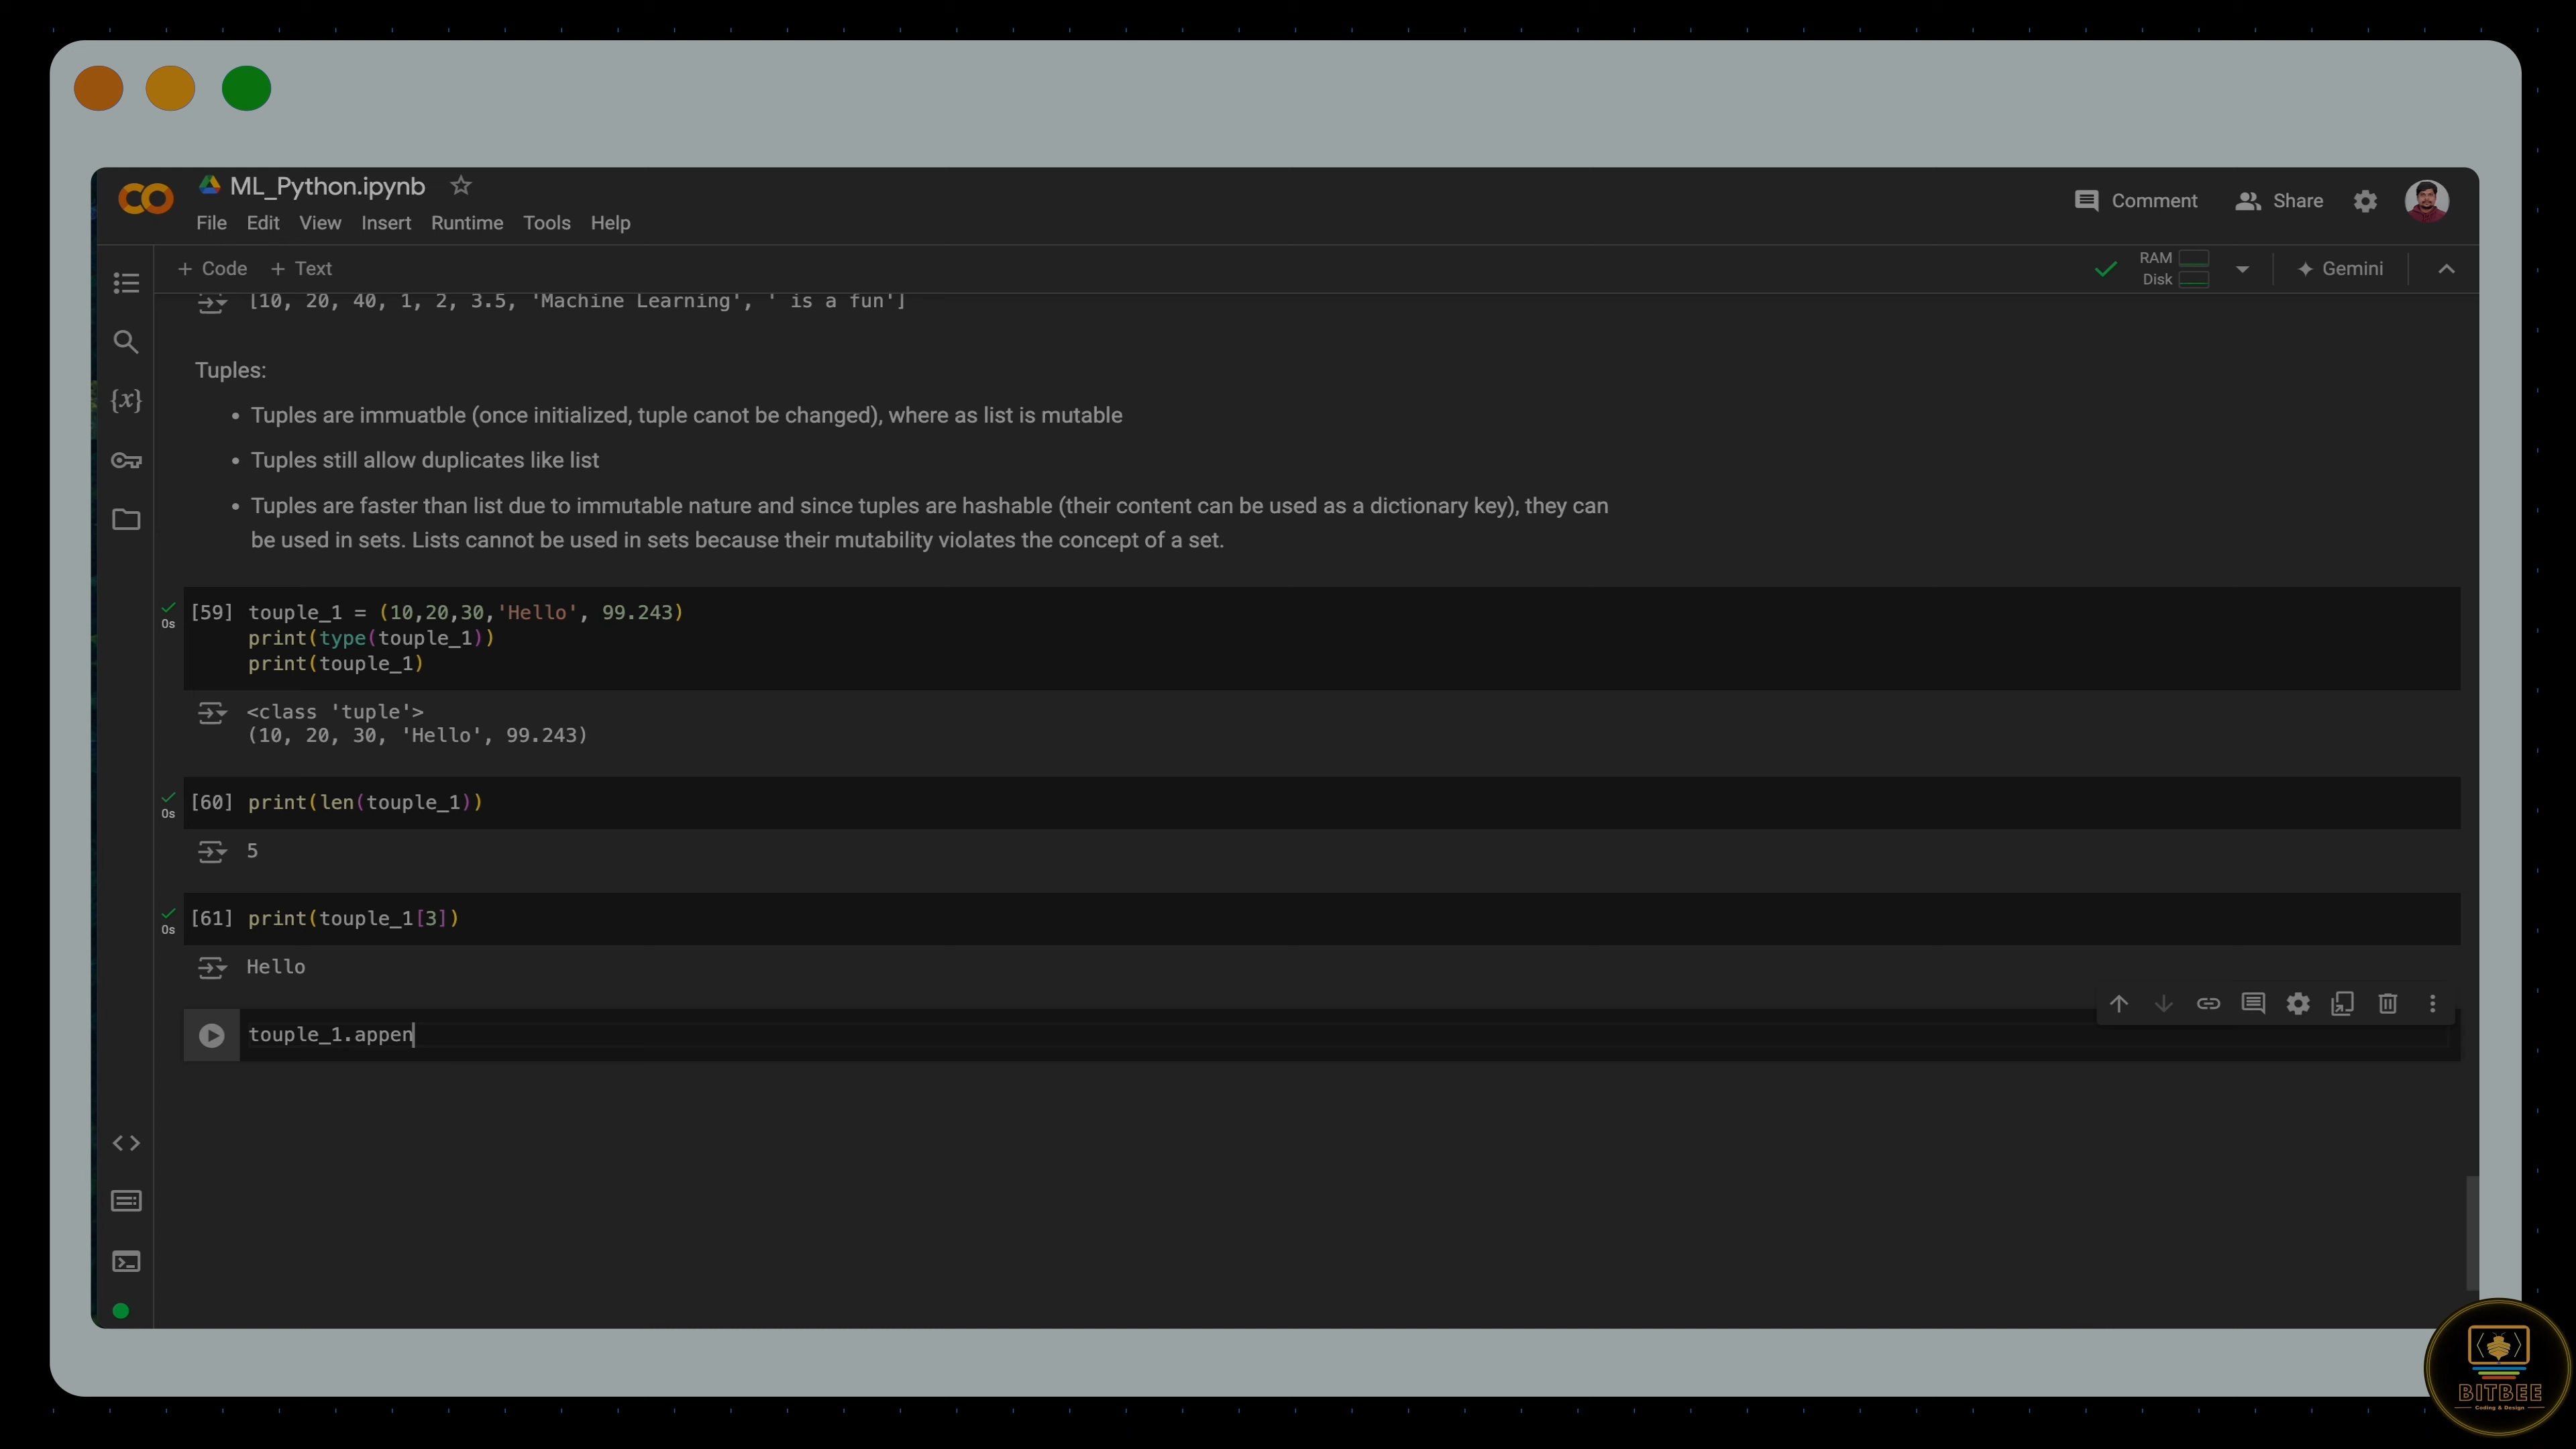 ML_Python.ipynb
File Edit View Insert Runtime Tools Help
Comment Share
+ Code + Text
RAM
Disk
Gemini
[10, 20, 40, 1, 2, 3.5, 'Machine Learning', ' is a fun']
Tuples:
• Tuples are immuatble (once initialized, tuple canot be changed), where as list is mutable
• Tuples still allow duplicates like list
• Tuples are faster than list due to immutable nature and since tuples are hashable (their content can be used as a dictionary key), they can
be used in sets. Lists cannot be used in sets because their mutability violates the concept of a set.
[59] touple_1 = (10,20,30,'Hello', 99.243)
0s
print(type(touple_1))
print(touple_1)
<class 'tuple'>
(10, 20, 30, 'Hello', 99.243)
[60] print(len(touple_1))
0s
5
[61] print(touple_1[3])
0s
Hello
touple_1.appen
BITBEE
Coding & Design